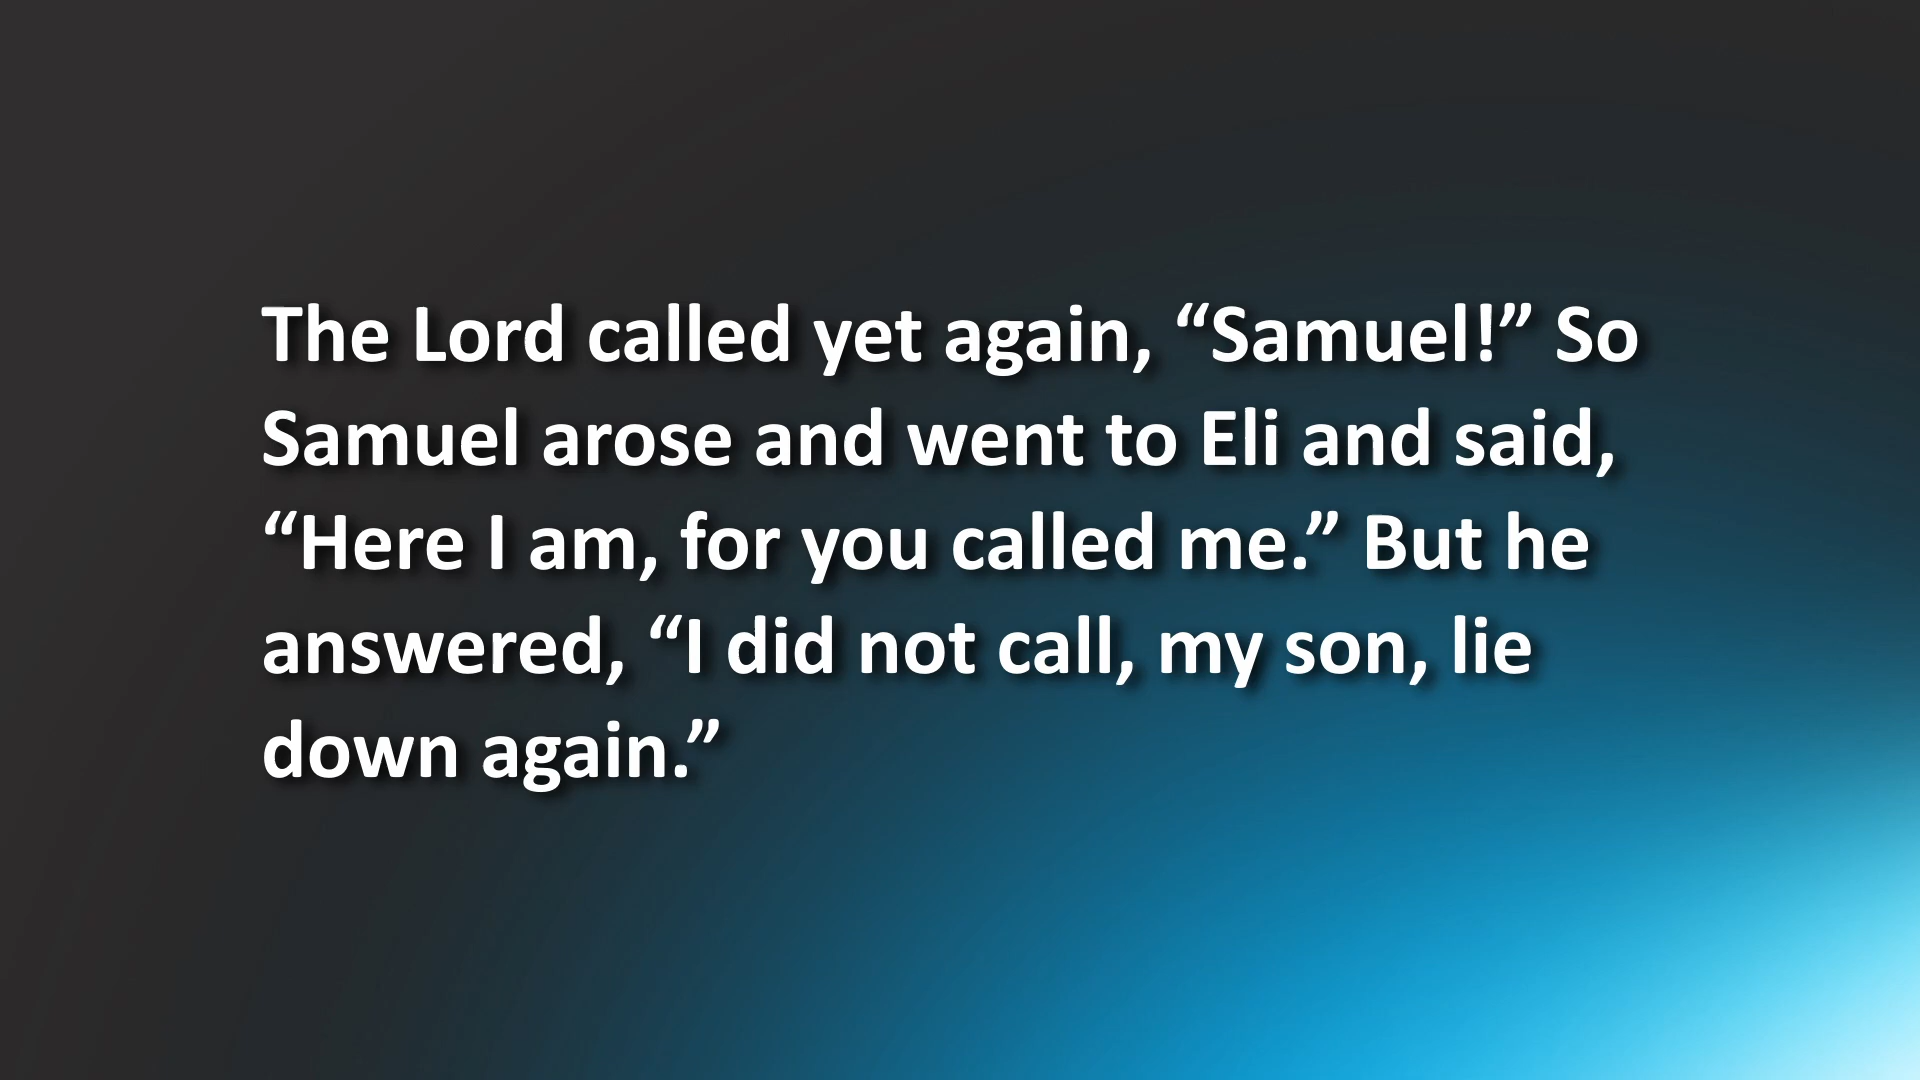 The Lord called yet again, “Samuel!” So
Samuel arose and went to Eli and said,
“Here I am, for you called me.” But he
answered, “I did not call, my son, lie
down again.”